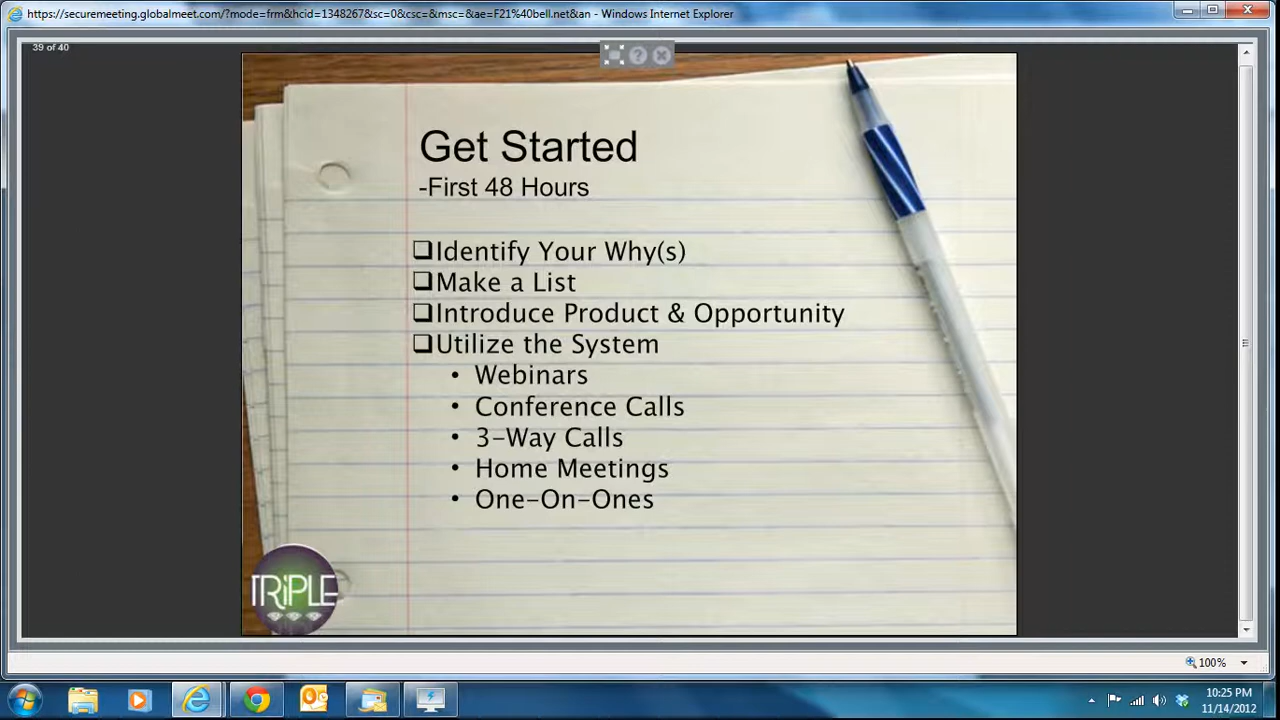 https://securemeeting.globalmeet.com/?mode=frm&hcid=1348267&sc=0&csc=&msc=&ae=F21%40bell.net&an - Windows Internet Explorer
39 of 40
Get Started
-First 48 Hours
Identify Your Why(s)
Make a List
Introduce Product & Opportunity
Utilize the System
• Webinars
• Conference Calls
• 3-Way Calls
• Home Meetings
• One-On-Ones
TRiPLE
100%
10:25 PM
11/14/2012